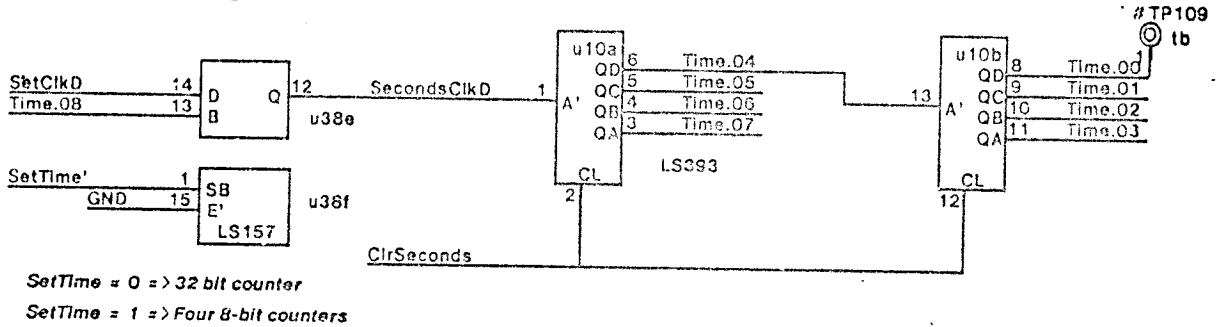 # TP109
tb
1
u10a
QD 6 Time.04
QC 5 Time.05
QB 4 Time.06
QA 3 Time.07
A' 1
CL
2
LS393
u10b
QD 8 Time.00
QC 9 Time.01
QB 10 Time.02
QA 11 Time.03
13 A'
CL
12
SetClkD 14 D Q 12 SecondsClkD
Time.08 13 B
u38e
SetTime' 1 SB
GND 15 E'
LS157
u38f
ClrSeconds
SetTime = 0 => 32 bit counter
SetTime = 1 => Four 8-bit counters